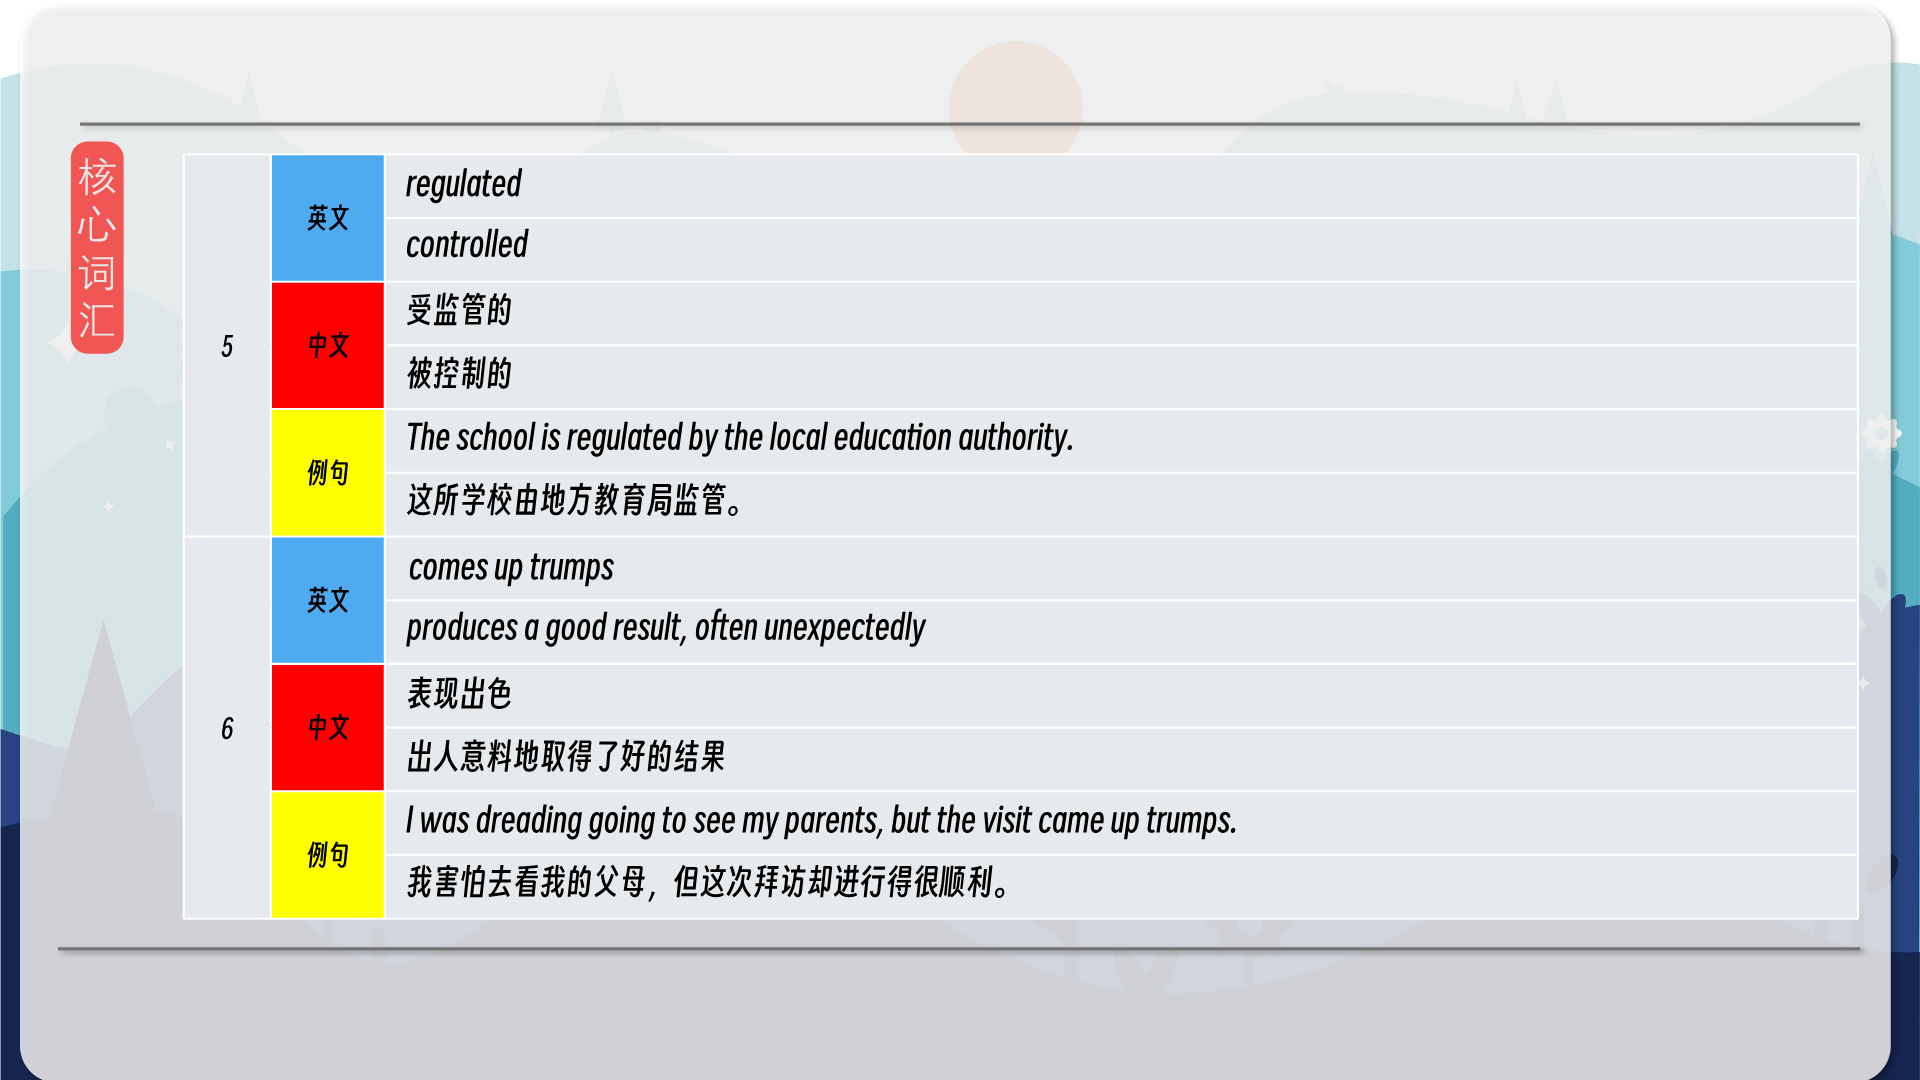 核心词汇
5
英文
regulated
controlled
中文
受监管的
被控制的
例句
The school is regulated by the local education authority.
这所学校由地方教育局监管。
6
英文
comes up trumps
produces a good result, often unexpectedly
中文
表现出色
出人意料地取得了好的结果
例句
I was dreading going to see my parents, but the visit came up trumps.
我害怕去看我的父母，但这次拜访却进行得很顺利。